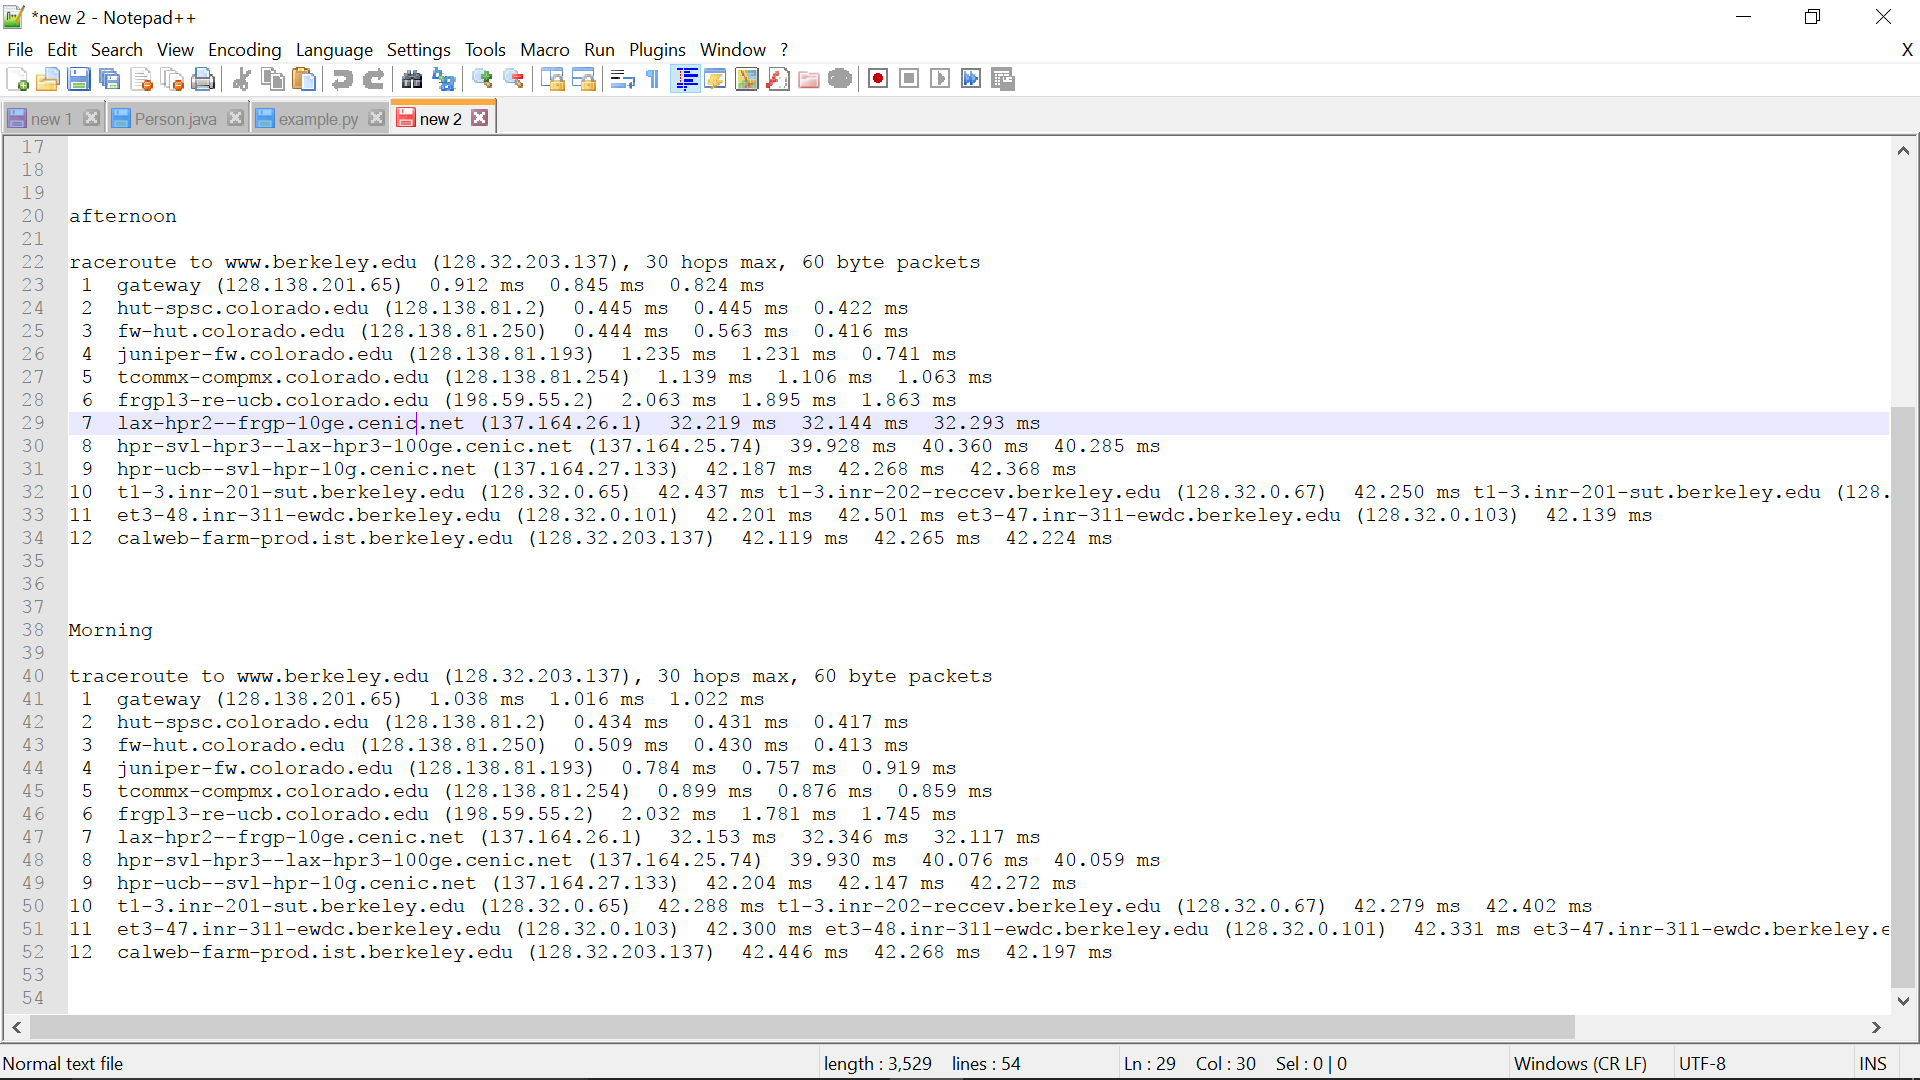 *new 2 - Notepad++
File Edit Search View Encoding Language Settings Tools Macro Run Plugins Window ? X
new 1 Person.java example.py new 2
17
18
19
20 afternoon
21
22 raceroute to www.berkeley.edu (128.32.203.137), 30 hops max, 60 byte packets
23 1 gateway (128.138.201.65) 0.912 ms 0.845 ms 0.824 ms
24 2 hut-spsc.colorado.edu (128.138.81.2) 0.445 ms 0.445 ms 0.422 ms
25 3 fw-hut.colorado.edu (128.138.81.250) 0.444 ms 0.563 ms 0.416 ms
26 4 juniper-fw.colorado.edu (128.138.81.193) 1.235 ms 1.231 ms 0.741 ms
27 5 tcommx-compmx.colorado.edu (128.138.81.254) 1.139 ms 1.106 ms 1.063 ms
28 6 frgpl3-re-ucb.colorado.edu (198.59.55.2) 2.063 ms 1.895 ms 1.863 ms
29 7 lax-hpr2--frgp-10ge.cenic.net (137.164.26.1) 32.219 ms 32.144 ms 32.293 ms
30 8 hpr-svl-hpr3--lax-hpr3-100ge.cenic.net (137.164.25.74) 39.928 ms 40.360 ms 40.285 ms
31 9 hpr-ucb--svl-hpr-10g.cenic.net (137.164.27.133) 42.187 ms 42.268 ms 42.368 ms
32 10 t1-3.inr-201-sut.berkeley.edu (128.32.0.65) 42.437 ms t1-3.inr-202-reccev.berkeley.edu (128.32.0.67) 42.250 ms t1-3.inr-201-sut.berkeley.edu (128.
33 11 et3-48.inr-311-ewdc.berkeley.edu (128.32.0.101) 42.201 ms 42.501 ms et3-47.inr-311-ewdc.berkeley.edu (128.32.0.103) 42.139 ms
34 12 calweb-farm-prod.ist.berkeley.edu (128.32.203.137) 42.119 ms 42.265 ms 42.224 ms
35
36
37
38 Morning
39
40 traceroute to www.berkeley.edu (128.32.203.137), 30 hops max, 60 byte packets
41 1 gateway (128.138.201.65) 1.038 ms 1.016 ms 1.022 ms
42 2 hut-spsc.colorado.edu (128.138.81.2) 0.434 ms 0.431 ms 0.417 ms
43 3 fw-hut.colorado.edu (128.138.81.250) 0.509 ms 0.430 ms 0.413 ms
44 4 juniper-fw.colorado.edu (128.138.81.193) 0.784 ms 0.757 ms 0.919 ms
45 5 tcommx-compmx.colorado.edu (128.138.81.254) 0.899 ms 0.876 ms 0.859 ms
46 6 frgpl3-re-ucb.colorado.edu (198.59.55.2) 2.032 ms 1.781 ms 1.745 ms
47 7 lax-hpr2--frgp-10ge.cenic.net (137.164.26.1) 32.153 ms 32.346 ms 32.117 ms
48 8 hpr-svl-hpr3--lax-hpr3-100ge.cenic.net (137.164.25.74) 39.930 ms 40.076 ms 40.059 ms
49 9 hpr-ucb--svl-hpr-10g.cenic.net (137.164.27.133) 42.204 ms 42.147 ms 42.272 ms
50 10 t1-3.inr-201-sut.berkeley.edu (128.32.0.65) 42.288 ms t1-3.inr-202-reccev.berkeley.edu (128.32.0.67) 42.279 ms 42.402 ms
51 11 et3-47.inr-311-ewdc.berkeley.edu (128.32.0.103) 42.300 ms et3-48.inr-311-ewdc.berkeley.edu (128.32.0.101) 42.331 ms et3-47.inr-311-ewdc.berkeley.e
52 12 calweb-farm-prod.ist.berkeley.edu (128.32.203.137) 42.446 ms 42.268 ms 42.197 ms
53
54
Normal text file length : 3,529 lines : 54 Ln : 29 Col : 30 Sel : 0 | 0 Windows (CR LF) UTF-8 INS